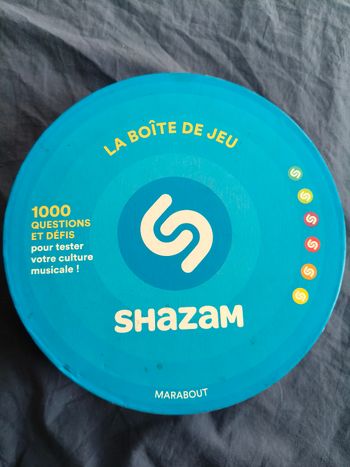 LA BOÎTE DE JEU
1000
QUESTIONS
ET DÉFIS
pour tester
votre culture
musicale !
SHAZAM
MARABOUT